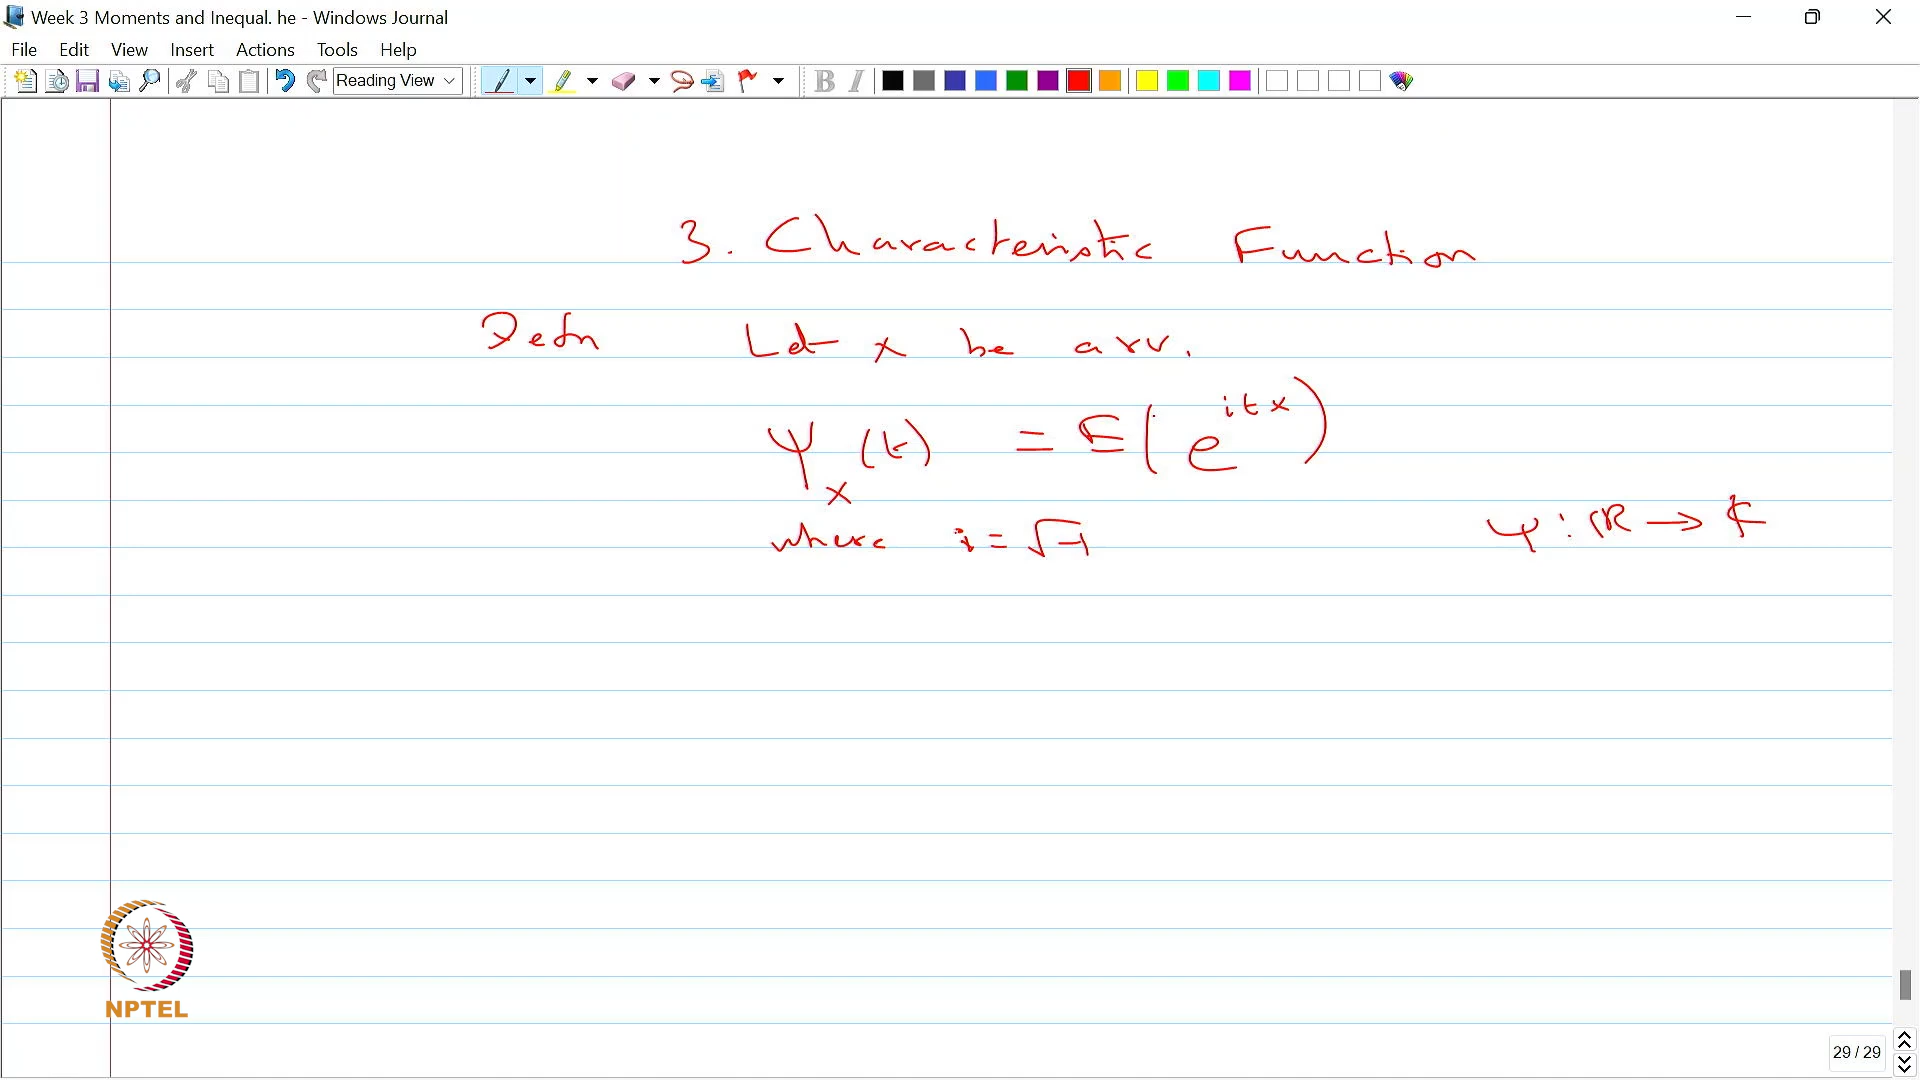 Week 3 Moments and Inequal. he - Windows Journal
File Edit View Insert Actions Tools Help
Reading View
3. Characteristic Function
Defn Let X be a rv.
Ψ_X (t) = E(e^{itX})
where i = √-1
Ψ : ℝ → ℂ
NPTEL
29 / 29